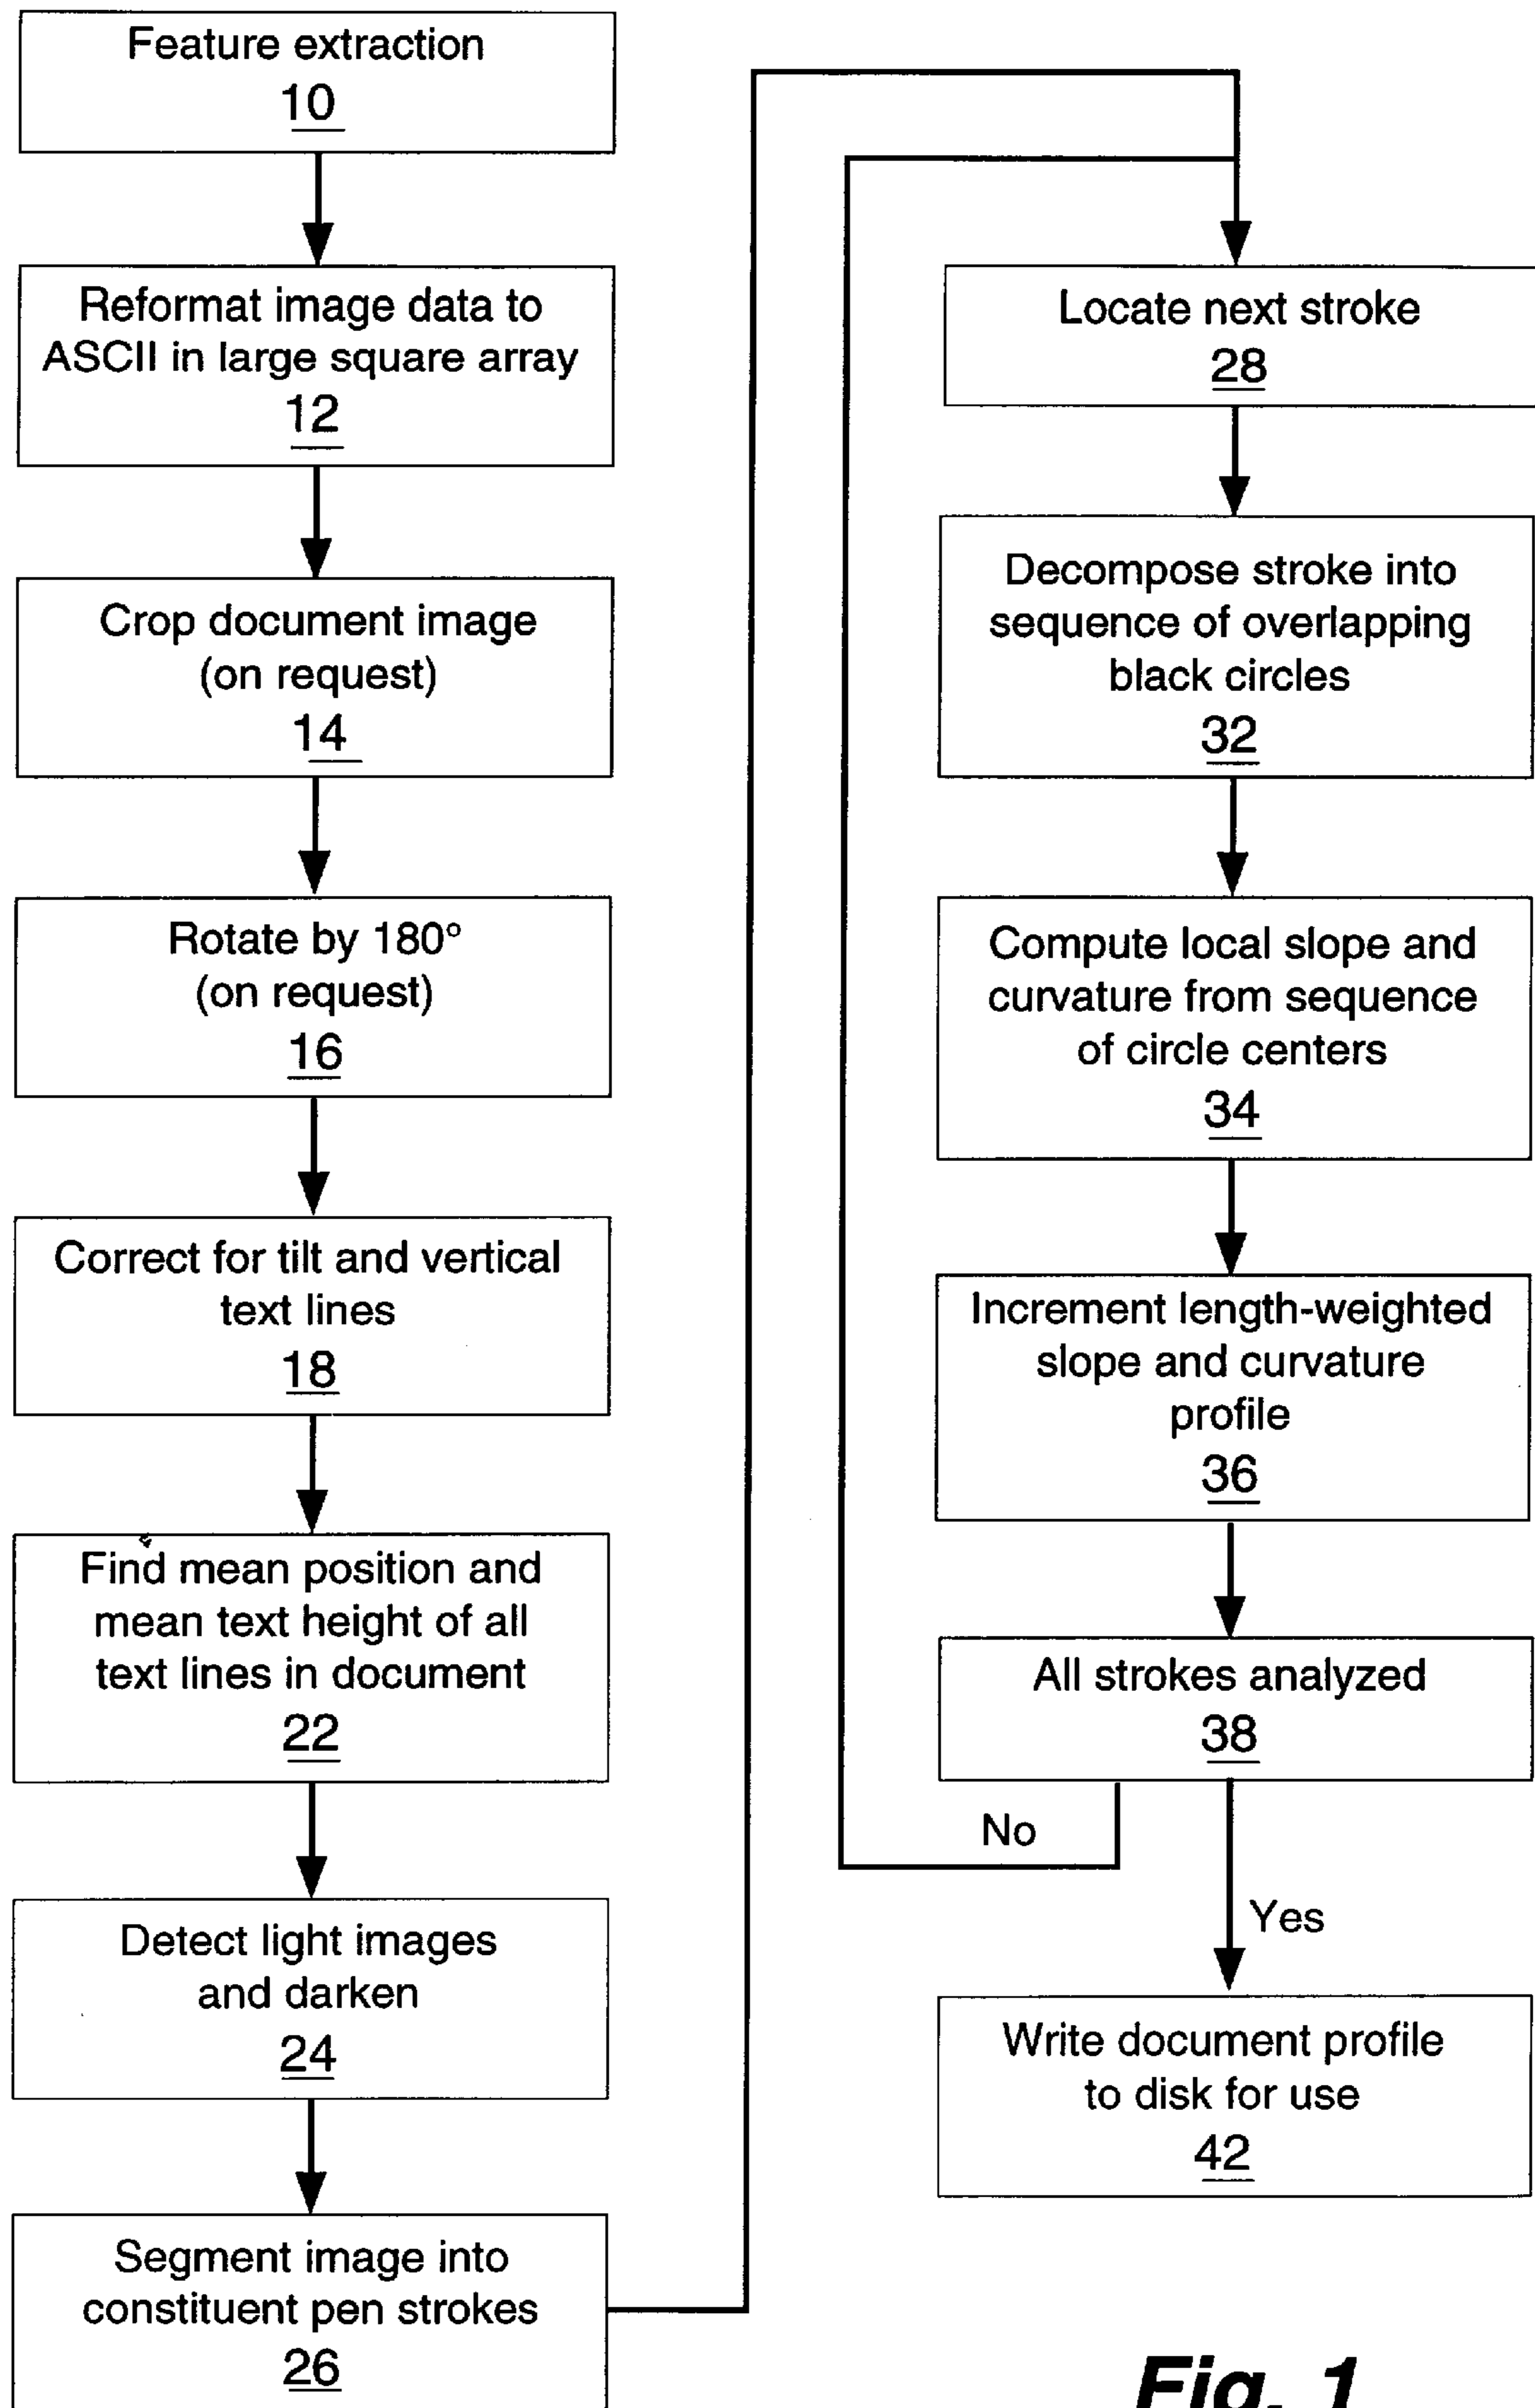 Feature extraction
10
Reformat image data to
ASCII in large square array
12
Crop document image
(on request)
14
Rotate by 180°
(on request)
16
Correct for tilt and vertical
text lines
18
Find mean position and
mean text height of all
text lines in document
22
Detect light images
and darken
24
Segment image into
constituent pen strokes
26
Locate next stroke
28
Decompose stroke into
sequence of overlapping
black circles
32
Compute local slope and
curvature from sequence
of circle centers
34
Increment length-weighted
slope and curvature
profile
36
All strokes analyzed
38
No
Yes
Write document profile
to disk for use
42
Fig. 1